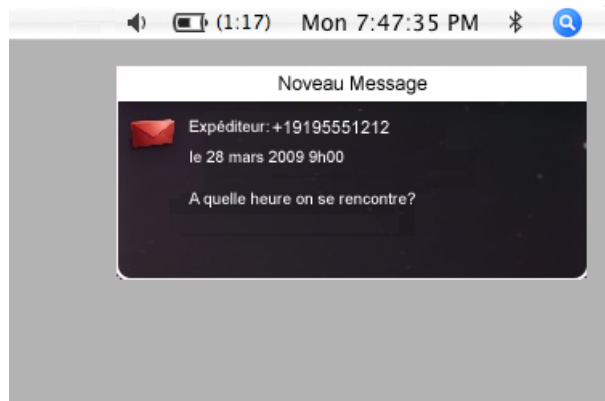 (1:17) Mon 7:47:35 PM
Noveau Message
Expéditeur: +19195551212
le 28 mars 2009 9h00
A quelle heure on se rencontre?